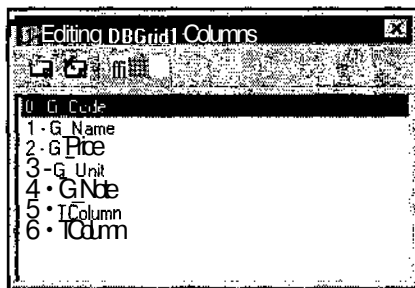 Editing DBGrid1 Columns
0 - G_Code
1 - G_Name
2 - G_Price
3 - G_Unit
4 - G_Note
5 - TColumn
6 - TColumn